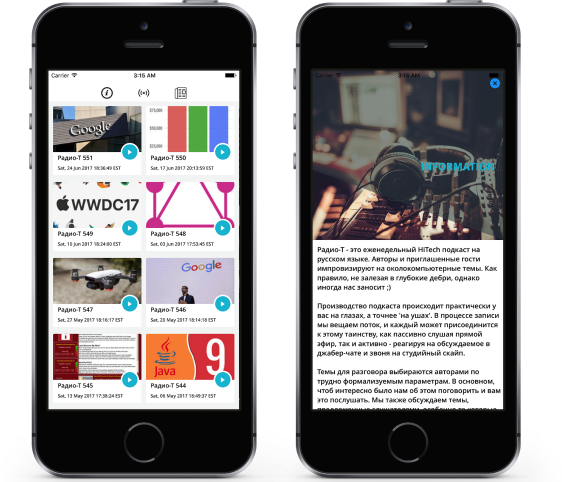 Carrier 3:15 AM
Google
$75,000
$50,000
$25,000
Радио-Т 551
Sat, 24 Jun 2017 18:36:49 EST
Радио-Т 550
Sat, 17 Jun 2017 20:13:59 EST
WWDC17
Радио-Т 549
Sat, 10 Jun 2017 18:24:00 EST
Радио-Т 548
Sat, 03 Jun 2017 17:53:45 EST
Google
Радио-Т 547
Sat, 27 May 2017 18:16:17 EST
Радио-Т 546
Sat, 20 May 2017 18:14:18 EST
Java
9
Радио-Т 545
Sat, 13 May 2017 17:38:24 EST
Радио-Т 544
Sat, 06 May 2017 18:49:37 EST
Carrier 3:16 AM
INFORMATION
Радио-Т - это еженедельный HiTech подкаст на
русском языке. Авторы и приглашенные гости
импровизируют на околокомпьютерные темы. Как
правило, не залезая в глубокие дебри, однако
иногда нас заносит ;)
Производство подкаста происходит практически у
вас на глазах, а точнее 'на ушах'. В процессе записи
мы вещаем поток, и каждый может присоединится
к этому таинству, как пассивно слушая прямой
эфир, так и активно - реагируя на обсуждаемое в
джабер-чате и звоня на студийный скайп.
Темы для разговора выбираются авторами по
трудно формализуемым параметрам. В основном,
чтоб интересно было нам об этом поговорить и вам
это послушать. Мы также обсуждаем темы,